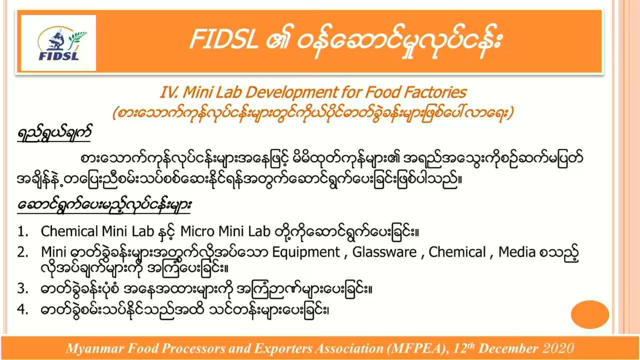 FIDSL
FIDSL ၏ ဝန်ဆောင်မှုလုပ်ငန်း
IV. Mini Lab Development for Food Factories
(စားသောက်ကုန်လုပ်ငန်းများတွင်ကိုယ်ပိုင်ဓာတ်ခွဲခန်းများဖြစ်ပေါ်လာရေး)
ရည်ရွယ်ချက်
စားသောက်ကုန်လုပ်ငန်းများအနေဖြင့် မိမိထုတ်ကုန်များ၏ အရည်အသွေးကိုစဉ်ဆက်မပြတ်
အချိန်နဲ့တပြေးညီစမ်းသပ်စစ်ဆေးနိုင်ရန်အတွက်ဆောင်ရွက်ပေးခြင်းဖြစ်ပါသည်။
ဆောင်ရွက်ပေးမည့်လုပ်ငန်းများ
1. Chemical Mini Lab နှင့် Micro Mini Lab တို့ကိုဆောင်ရွက်ပေးခြင်း။
2. Mini ဓာတ်ခွဲခန်းများအတွက်လိုအပ်သော Equipment , Glassware , Chemical , Media စသည့်
လိုအပ်ချက်များကို အကြံပေးခြင်း။
3. ဓာတ်ခွဲခန်းပုံစံ အနေအထားများကို အကြံဉာဏ်များပေးခြင်း။
4. ဓာတ်ခွဲစမ်းသပ်နိုင်သည်အထိ သင်တန်းများပေးခြင်း၊
Myanmar Food Processors and Exporters Association (MFPEA), 12th December 2020